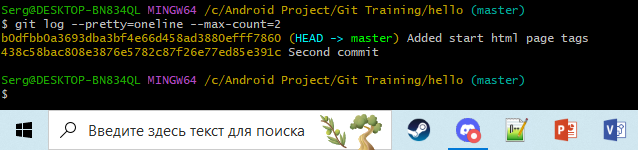 Serg@DESKTOP-BN834QL MINGW64 /c/Android Project/Git Training/hello (master)
$ git log --pretty=oneline --max-count=2
b0dfbb0a3693dba3bf4e66d458ad3880efff7860 (HEAD -> master) Added start html page tags
438c58bac808e3876e5782c87f26e77ed85e391c Second commit
Serg@DESKTOP-BN834QL MINGW64 /c/Android Project/Git Training/hello (master)
$
Введите здесь текст для поиска